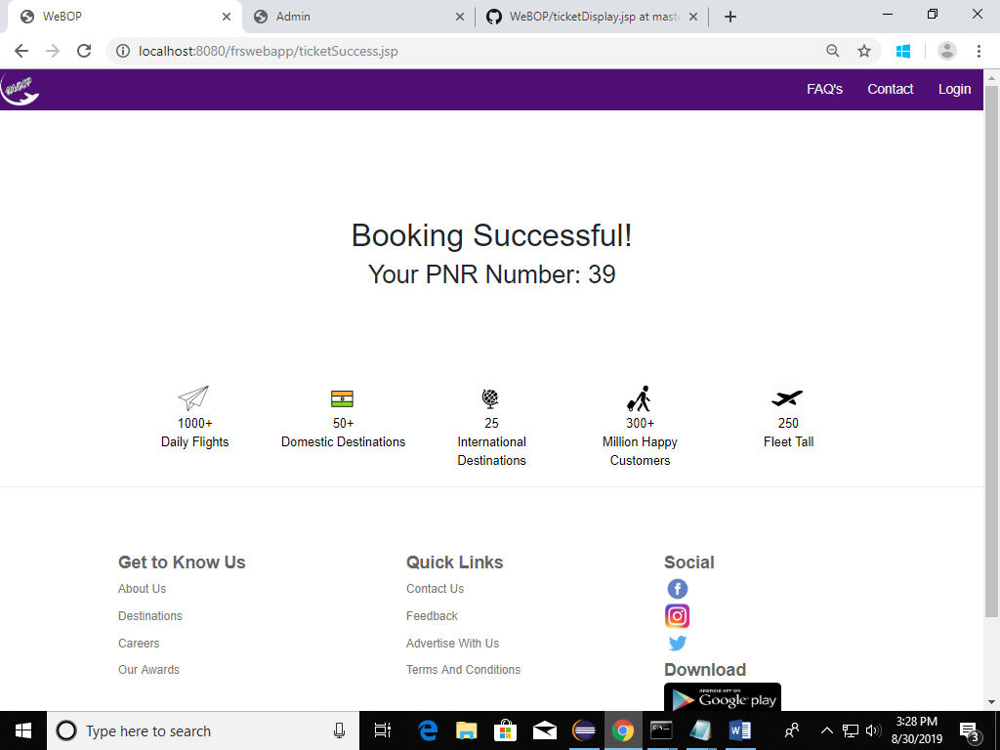 WeBOP
Admin
WeBOP/ticketDisplay.jsp at mast
localhost:8080/frswebapp/ticketSuccess.jsp
FAQ's Contact Login
Booking Successful!
Your PNR Number: 39
1000+
Daily Flights
50+
Domestic Destinations
25
International
Destinations
300+
Million Happy
Customers
250
Fleet Tall
Get to Know Us
About Us
Destinations
Careers
Our Awards
Quick Links
Contact Us
Feedback
Advertise With Us
Terms And Conditions
Social
Download
ANDROID APP ON
Google play
Type here to search
3:28 PM
8/30/2019
3